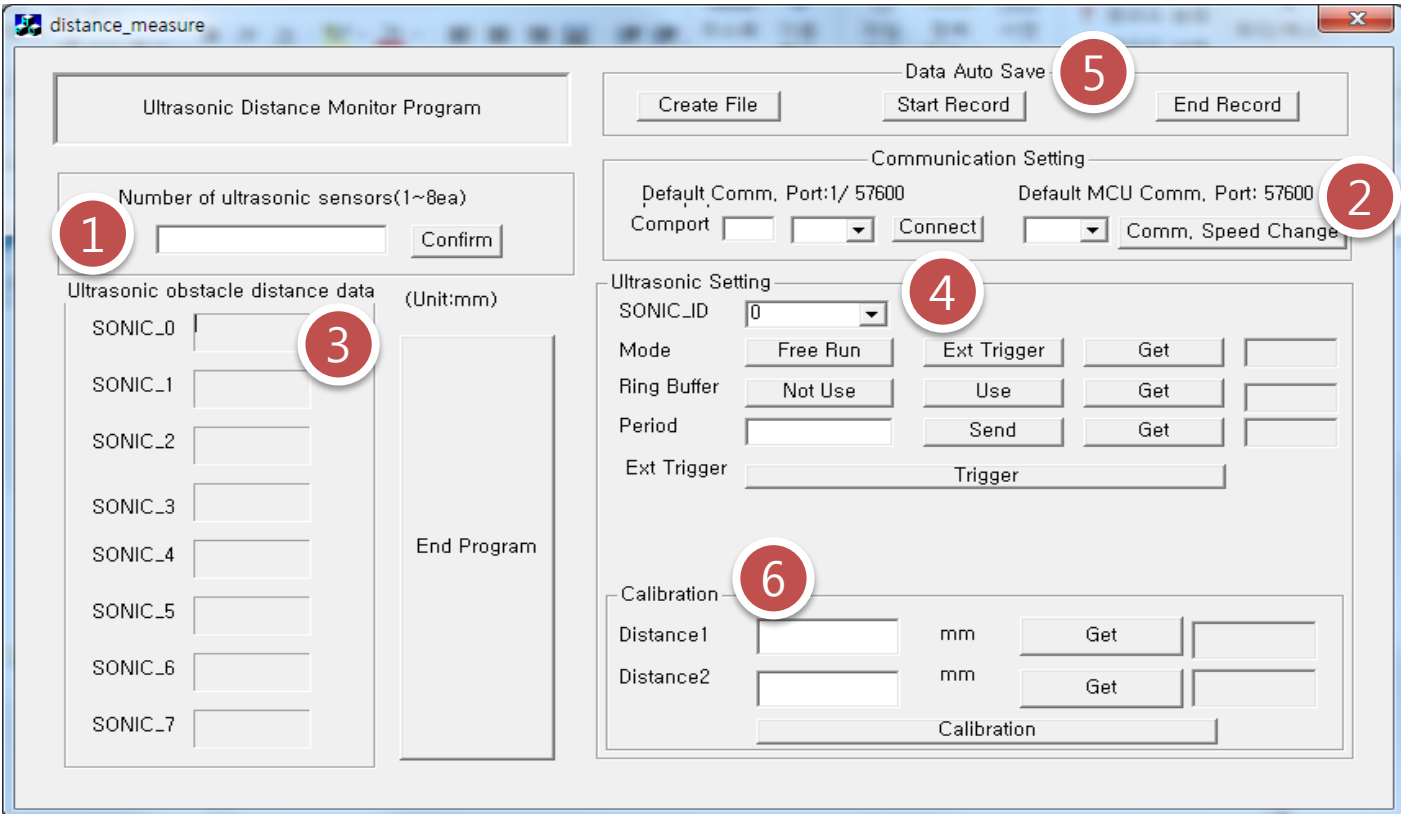 distance_measure
Ultrasonic Distance Monitor Program
Data Auto Save
5
Create File
Start Record
End Record
Number of ultrasonic sensors(1~8ea)
1
Confirm
Communication Setting
Default Comm, Port:1/ 57600
Default MCU Comm, Port: 57600
2
Comport
Connect
Comm, Speed Change
Ultrasonic obstacle distance data
(Unit:mm)
3
SONIC_0
SONIC_1
SONIC_2
SONIC_3
SONIC_4
SONIC_5
SONIC_6
SONIC_7
End Program
Ultrasonic Setting
4
SONIC_ID
0
Mode
Free Run
Ext Trigger
Get
Ring Buffer
Not Use
Use
Get
Period
Send
Get
Ext Trigger
Trigger
Calibration
6
Distance1
mm
Get
Distance2
mm
Get
Calibration